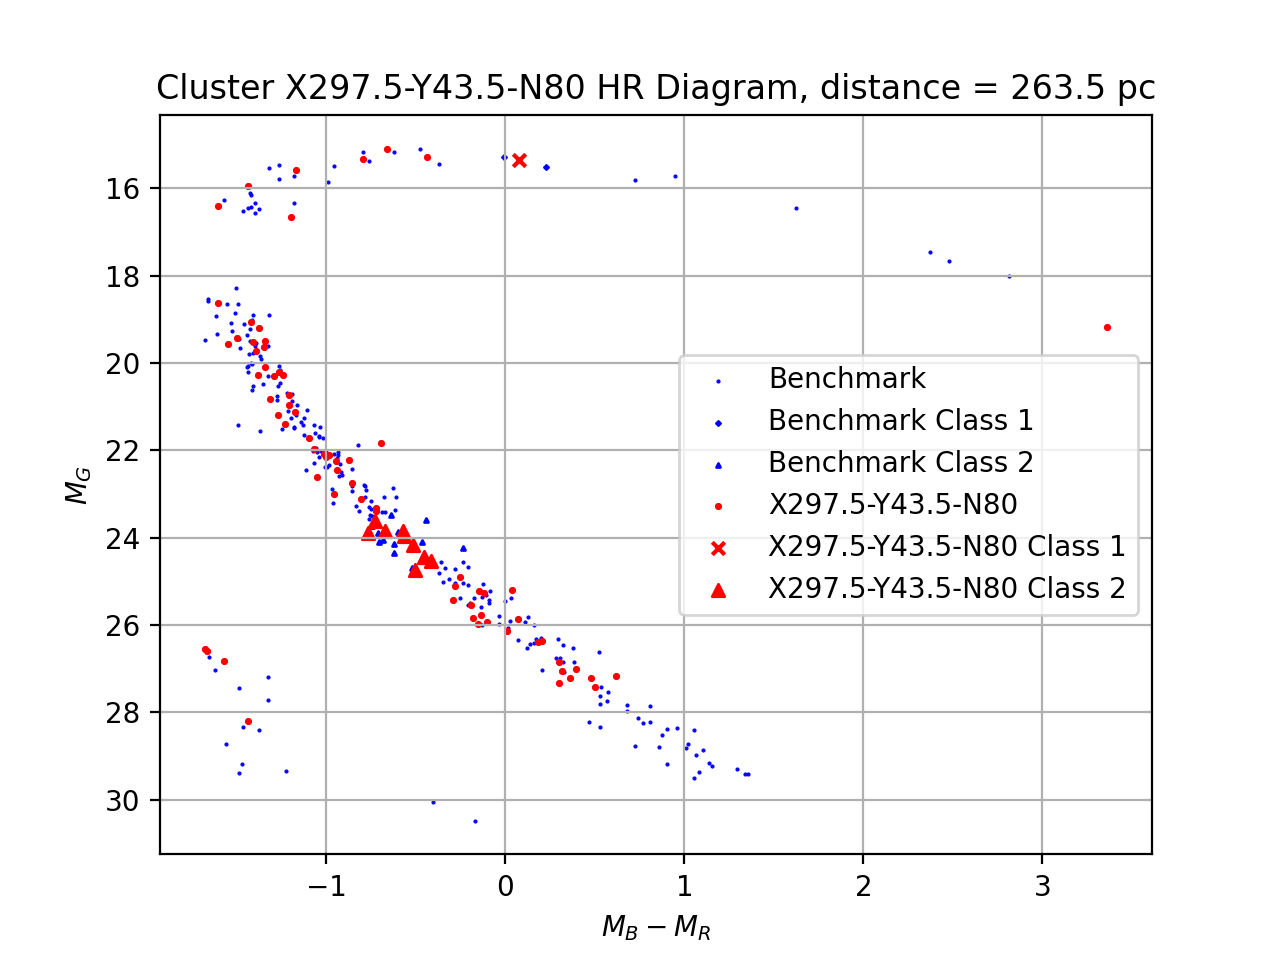 Cluster X297.5-Y43.5-N80 HR Diagram, distance = 263.5 pc
16
18
20
22
24
26
28
30
M_G
Benchmark
Benchmark Class 1
Benchmark Class 2
X297.5-Y43.5-N80
X297.5-Y43.5-N80 Class 1
X297.5-Y43.5-N80 Class 2
−1 0 1 2 3
M_B − M_R